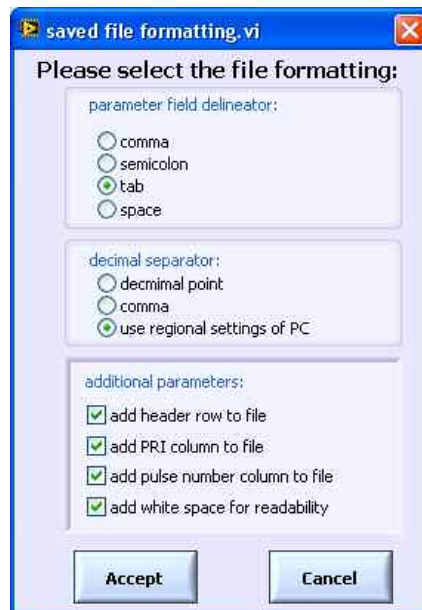 saved file formatting.vi
Please select the file formatting:
parameter field delineator:
comma
semicolon
tab
space
decimal separator:
decmimal point
comma
use regional settings of PC
additional parameters:
add header row to file
add PRI column to file
add pulse number column to file
add white space for readability
Accept Cancel